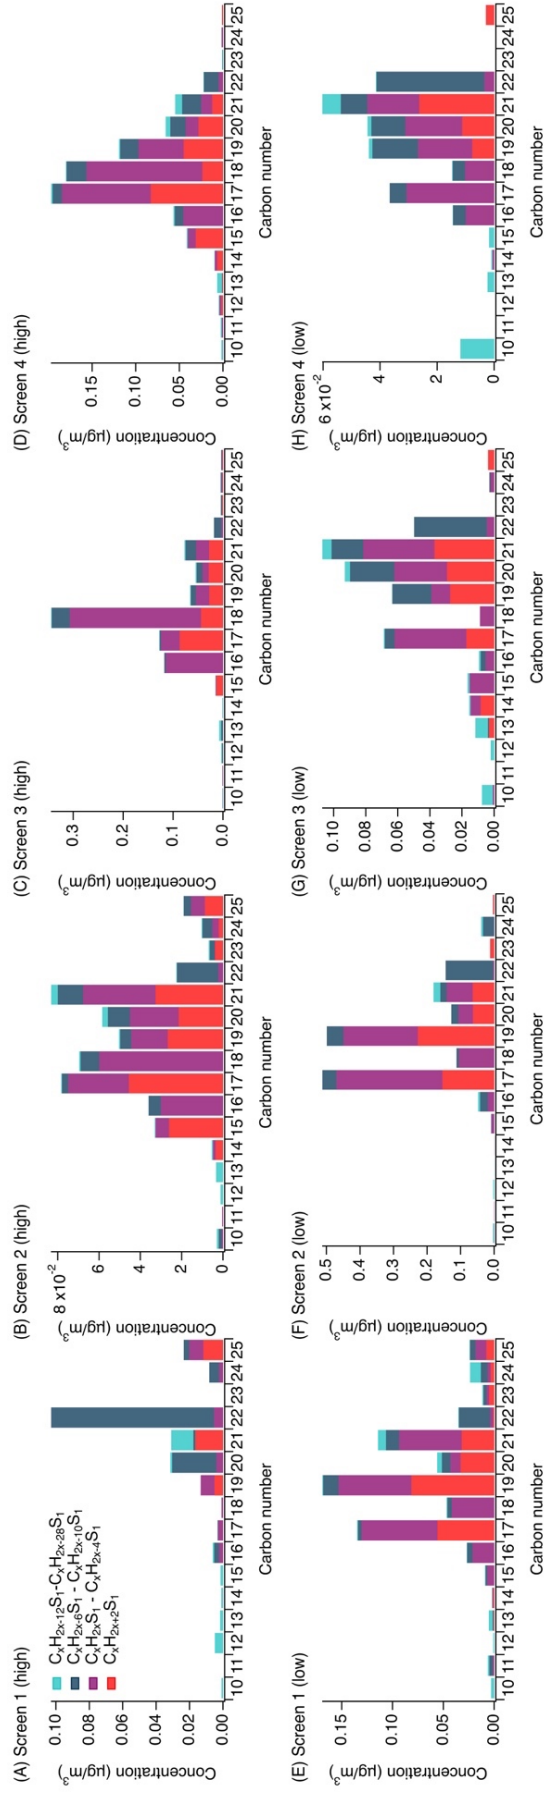 (A) Screen 1 (high)
Concentration (µg/m³)
0.10
0.08
0.06
0.04
0.02
0.00
CₓH₂ₓ₋₁₂S₁-CₓH₂ₓ₋₂₈S₁
CₓH₂ₓ₋₆S₁ - CₓH₂ₓ₋₁₀S₁
CₓH₂ₓS₁ - CₓH₂ₓ₋₄S₁
CₓH₂ₓ₊₂S₁
10 11 12 13 14 15 16 17 18 19 20 21 22 23 24 25
Carbon number
(B) Screen 2 (high)
Concentration (µg/m³)
8 x10⁻²
6
4
2
0
10 11 12 13 14 15 16 17 18 19 20 21 22 23 24 25
Carbon number
(C) Screen 3 (high)
Concentration (µg/m³)
0.3
0.2
0.1
0.0
10 11 12 13 14 15 16 17 18 19 20 21 22 23 24 25
Carbon number
(D) Screen 4 (high)
Concentration (µg/m³)
0.15
0.10
0.05
0.00
10 11 12 13 14 15 16 17 18 19 20 21 22 23 24 25
Carbon number
(E) Screen 1 (low)
Concentration (µg/m³)
0.15
0.10
0.05
0.00
10 11 12 13 14 15 16 17 18 19 20 21 22 23 24 25
Carbon number
(F) Screen 2 (low)
Concentration (µg/m³)
0.5
0.4
0.3
0.2
0.1
0.0
10 11 12 13 14 15 16 17 18 19 20 21 22 23 24 25
Carbon number
(G) Screen 3 (low)
Concentration (µg/m³)
0.10
0.08
0.06
0.04
0.02
0.00
10 11 12 13 14 15 16 17 18 19 20 21 22 23 24 25
Carbon number
(H) Screen 4 (low)
Concentration (µg/m³)
6 x10⁻²
4
2
0
10 11 12 13 14 15 16 17 18 19 20 21 22 23 24 25
Carbon number